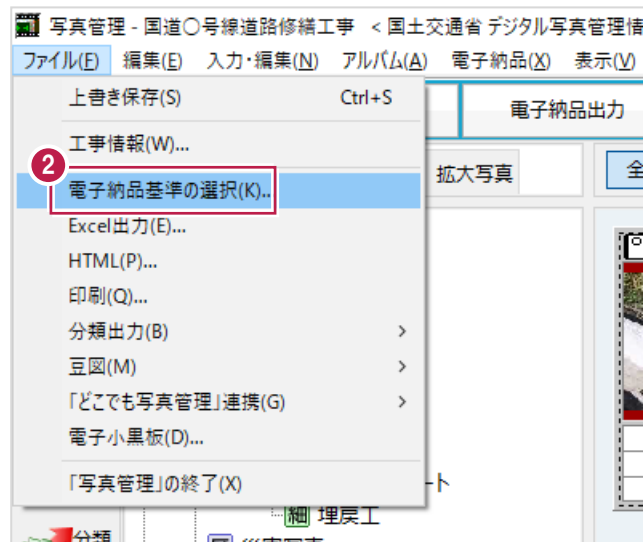 写真管理 - 国道〇号線道路修繕工事 < 国土交通省 デジタル写真管理情
ファイル(F) 編集(E) 入力・編集(N) アルバム(A) 電子納品(X) 表示(V)
上書き保存(S) Ctrl+S
電子納品出力
工事情報(W)...
2
電子納品基準の選択(K)...
拡大写真
全
Excel出力(E)...
HTML(P)...
印刷(Q)...
分類出力(B)
豆図(M)
「どこでも写真管理」連携(G)
電子小黒板(D)...
「写真管理」の終了(X)
ート
細 埋戻工
分類